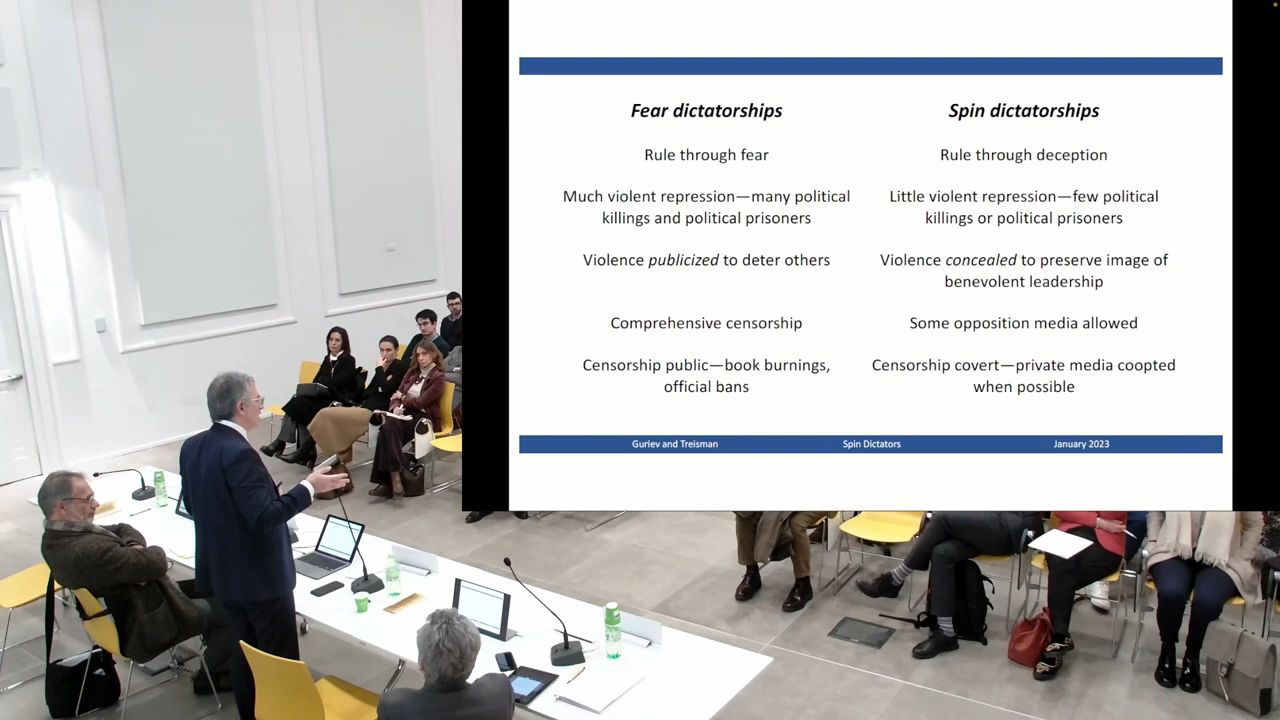 Fear dictatorships
Spin dictatorships
Rule through fear
Rule through deception
Much violent repression—many political
killings and political prisoners
Little violent repression—few political
killings or political prisoners
Violence publicized to deter others
Violence concealed to preserve image of
benevolent leadership
Comprehensive censorship
Some opposition media allowed
Censorship public—book burnings,
official bans
Censorship covert—private media coopted
when possible
Guriev and Treisman
Spin Dictators
January 2023